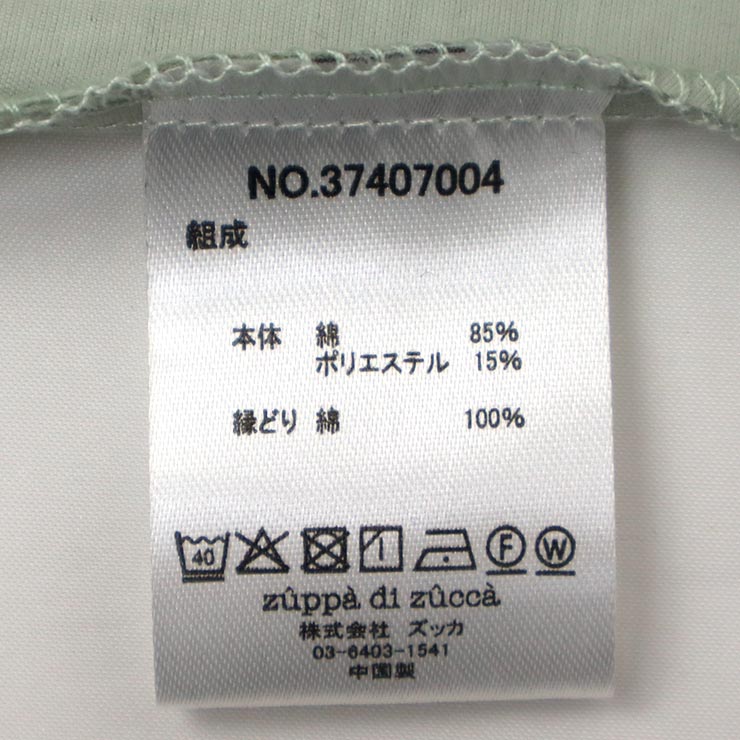 NO.37407004
組成
本体 綿 85%
ポリエステル 15%
縁どり 綿 100%
40 F W
zûppà di zûccà
株式会社 ズッカ
03-6403-1541
中国製